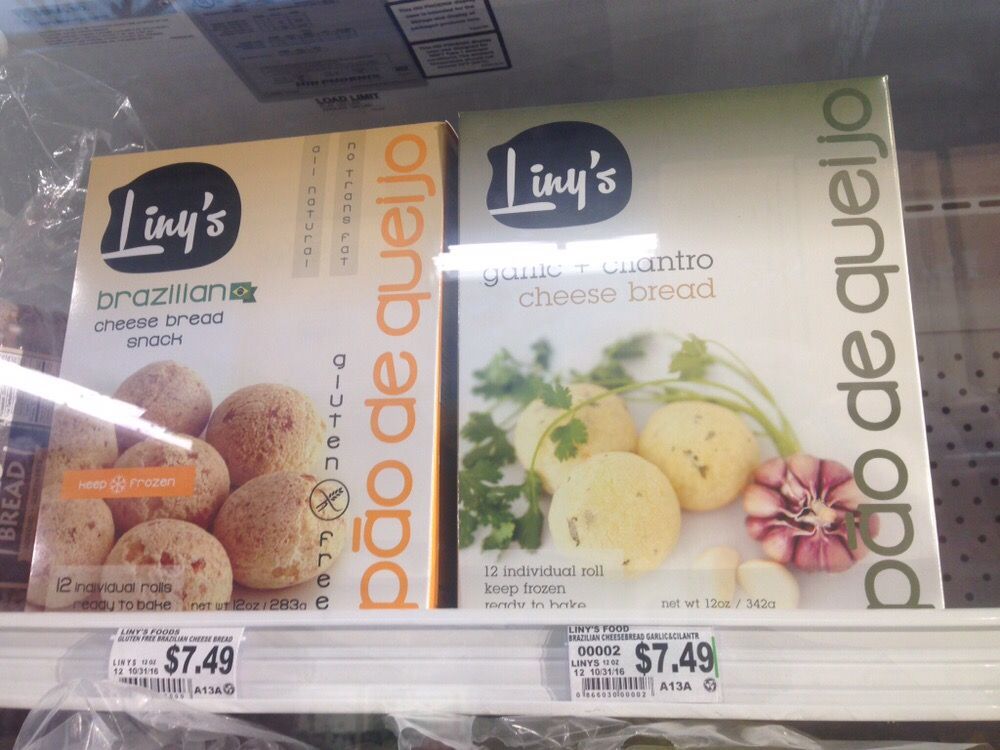 LOAD LIMIT
Liny's
all natural
no trans fat
brazilian
cheese bread
snack
gluten free
keep frozen
12 individual rolls
ready to bake
net wt 12oz / 283g
pão de queijo
BREAD
Liny's
garlic + cilantro
cheese bread
12 individual roll
keep frozen
ready to bake
net wt 12oz / 342g
pão de queijo
LINY'S FOODS
GLUTEN FREE BRAZILIAN CHEESE BREAD
LINYS 12 OZ
12 10/31/16
$7.49
A13A
LINY'S FOOD
BRAZILIAN CHEESEBREAD GARLIC&CILANTR
00002
LINYS 12 OZ
12 10/31/16
$7.49
A13A